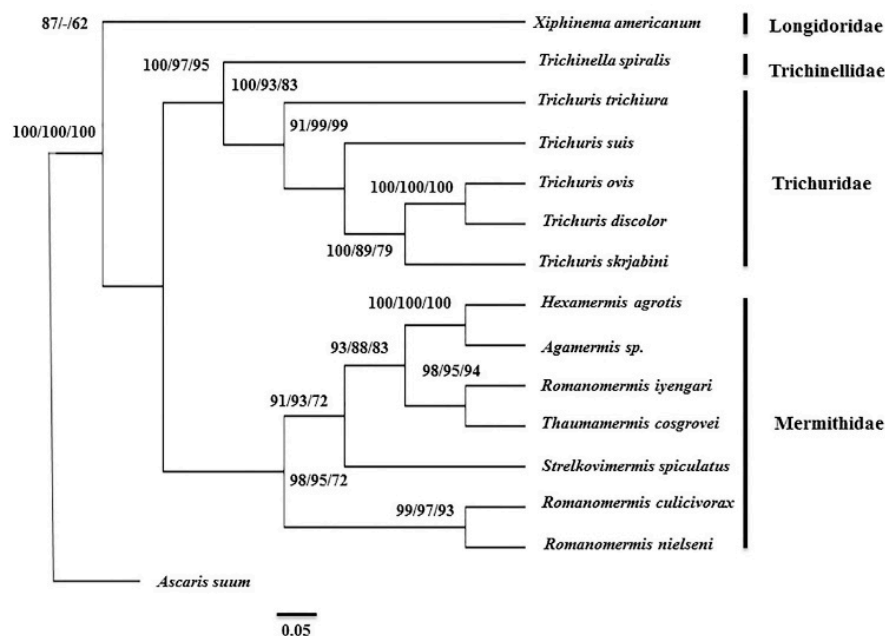 87/-/62
Xiphinema americanum
Longidoridae
100/97/95
Trichinella spiralis
Trichinellidae
100/93/83
Trichuris trichiura
91/99/99
100/100/100
Trichuris suis
100/100/100
Trichuris ovis
Trichuridae
Trichuris discolor
100/89/79
Trichuris skrjabini
100/100/100
Hexamermis agrotis
93/88/83
Agamermis sp.
98/95/94
Romanomermis iyengari
91/93/72
Thaumamermis cosgrovei
Mermithidae
98/95/72
Strelkovimermis spiculatus
99/97/93
Romanomermis culicivorax
Romanomermis nielseni
Ascaris suum
0.05